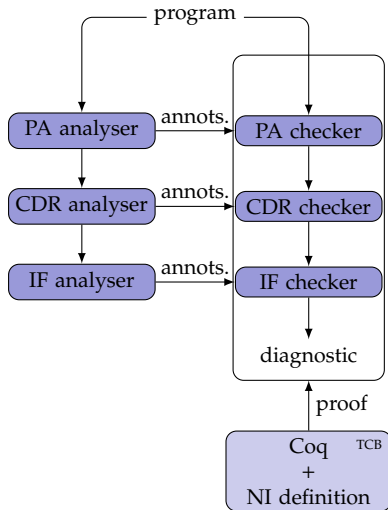 program
PA analyser annots. PA checker
CDR analyser annots. CDR checker
IF analyser annots. IF checker
diagnostic
proof
Coq TCB
+
NI definition